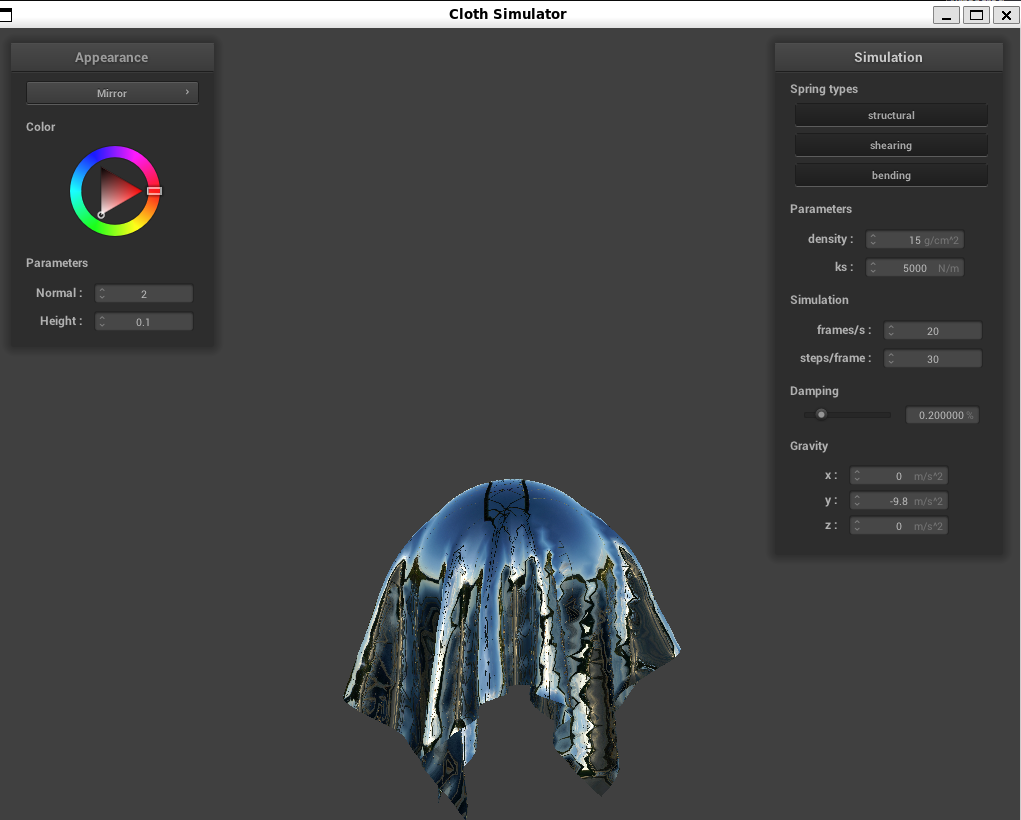 Cloth Simulator
Appearance
Mirror
Color
Parameters
Normal : 2
Height : 0.1
Simulation
Spring types
structural
shearing
bending
Parameters
density : 15 g/cm^2
ks : 5000 N/m
Simulation
frames/s : 20
steps/frame : 30
Damping
0.200000 %
Gravity
x : 0 m/s^2
y : -9.8 m/s^2
z : 0 m/s^2